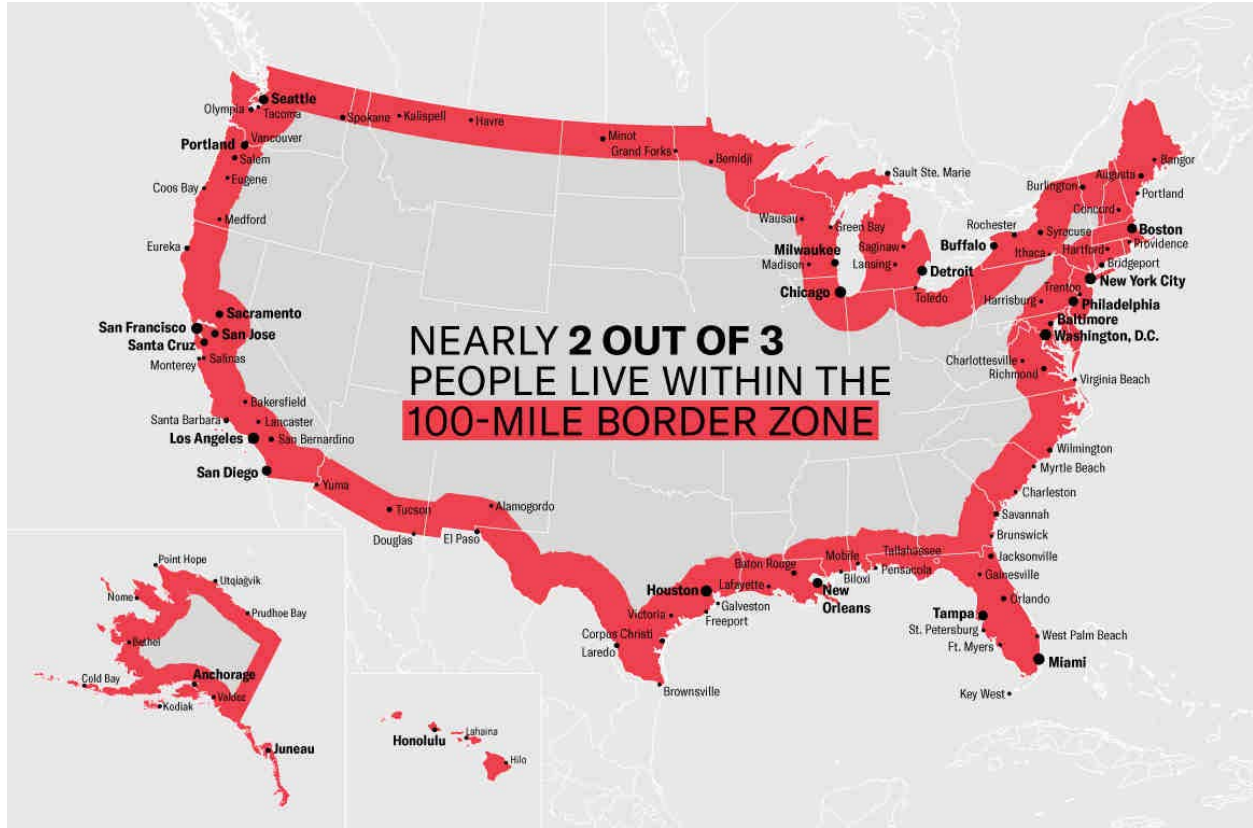 NEARLY 2 OUT OF 3
PEOPLE LIVE WITHIN THE
100-MILE BORDER ZONE
Seattle
Olympia
Tacoma
Spokane
Kalispell
Havre
Minot
Grand Forks
Bemidji
Vancouver
Portland
Salem
Eugene
Coos Bay
Medford
Eureka
Sacramento
San Francisco
San Jose
Santa Cruz
Salinas
Monterey
Bakersfield
Santa Barbara
Lancaster
Los Angeles
San Bernardino
San Diego
Yuma
Tucson
Douglas
El Paso
Alamogordo
Sault Ste. Marie
Wausau
Green Bay
Milwaukee
Madison
Chicago
Saginaw
Lansing
Detroit
Toledo
Buffalo
Rochester
Syracuse
Ithaca
Burlington
Augusta
Bangor
Portland
Concord
Boston
Providence
Hartford
Bridgeport
New York City
Trenton
Harrisburg
Philadelphia
Baltimore
Washington, D.C.
Charlottesville
Richmond
Virginia Beach
Wilmington
Myrtle Beach
Charleston
Savannah
Brunswick
Jacksonville
Gainesville
Orlando
Tampa
St. Petersburg
Ft. Myers
West Palm Beach
Miami
Key West
Tallahassee
Pensacola
Mobile
Biloxi
New
Orleans
Baton Rouge
Lafayette
Houston
Galveston
Freeport
Victoria
Corpus Christi
Laredo
Brownsville
Point Hope
Utqiaġvik
Nome
Prudhoe Bay
Bethel
Anchorage
Cold Bay
Valdez
Kodiak
Juneau
Honolulu
Lahaina
Hilo